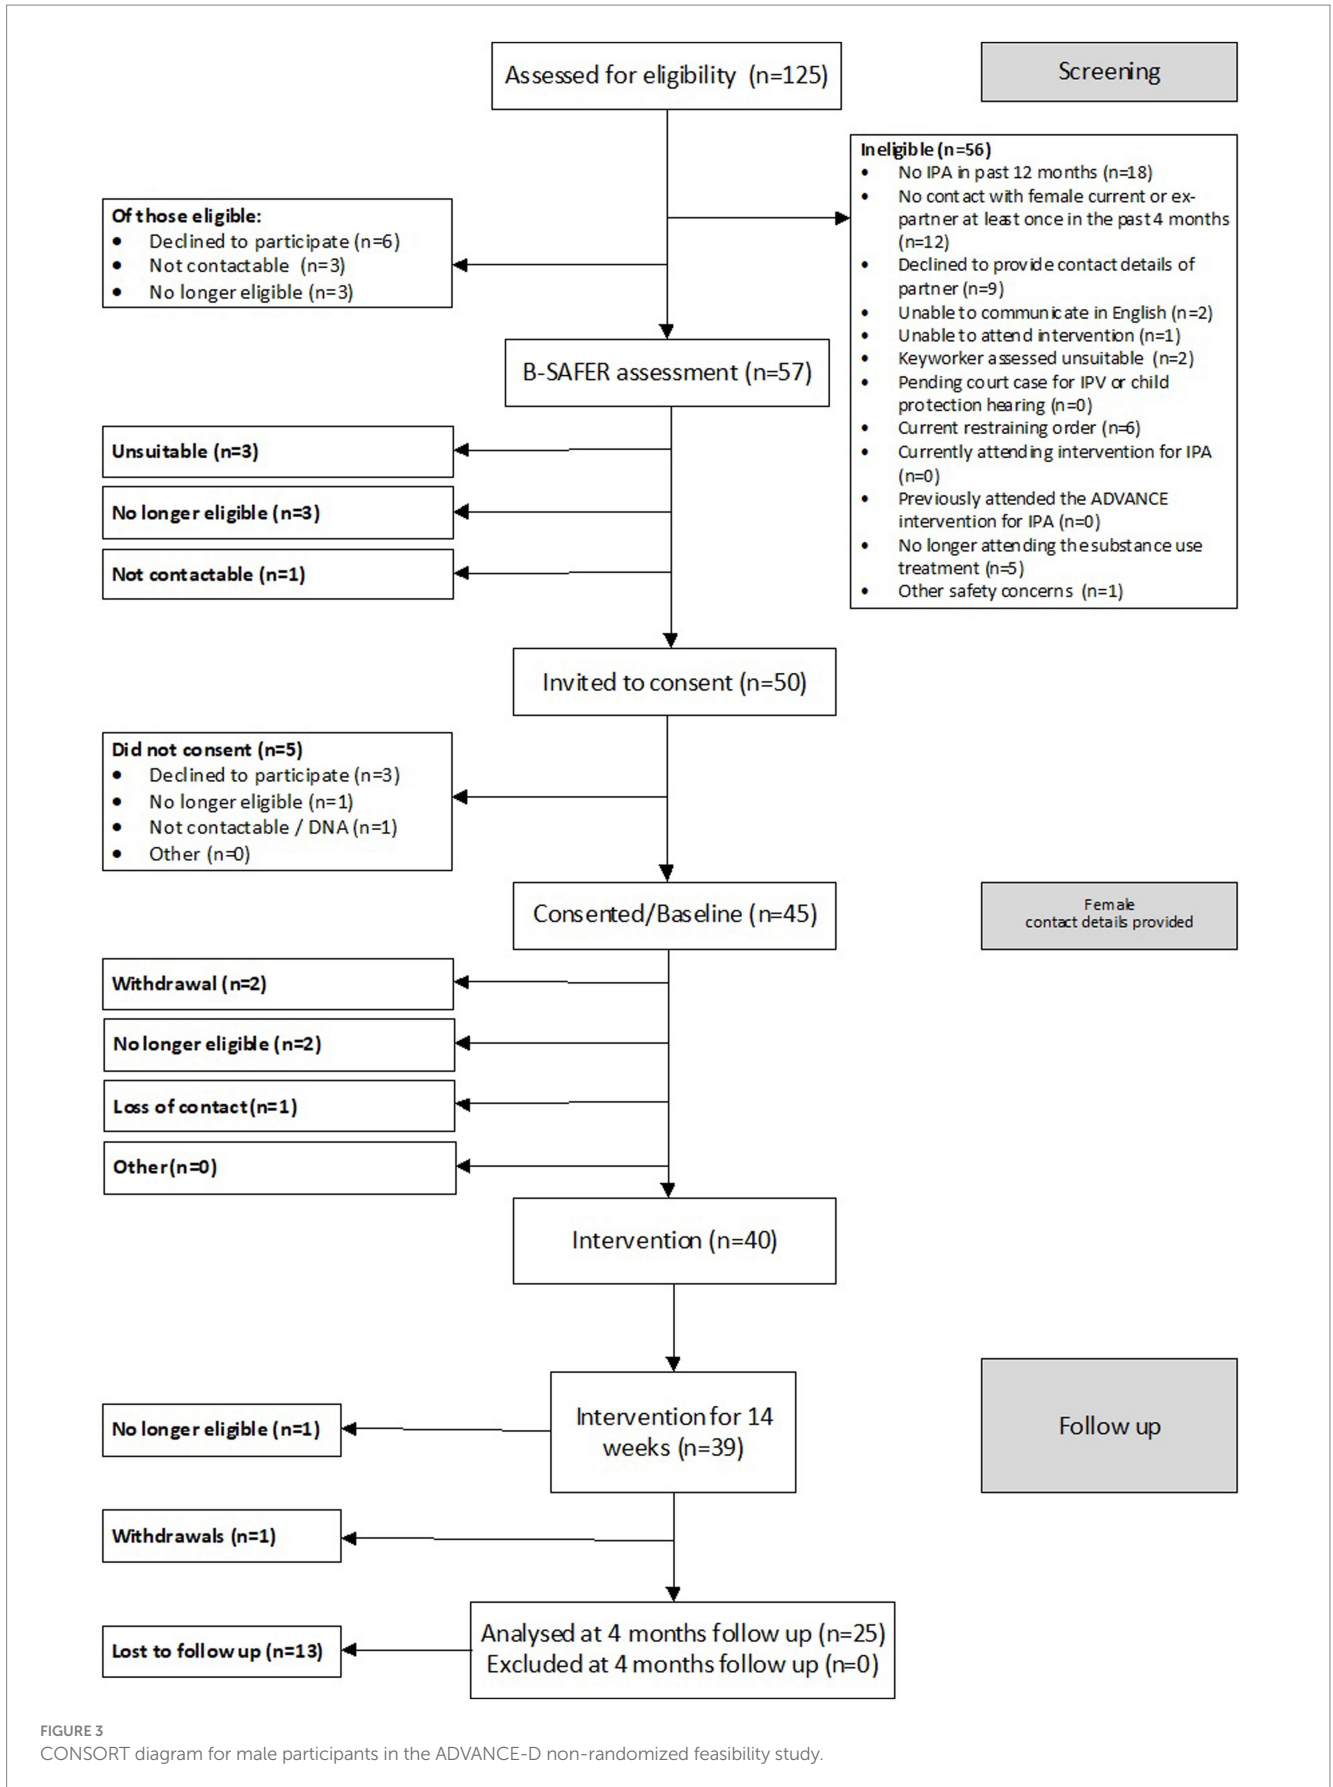 Assessed for eligibility (n=125)
Screening
Ineligible (n=56)
• No IPA in past 12 months (n=18)
• No contact with female current or ex-
partner at least once in the past 4 months
(n=12)
• Declined to provide contact details of
partner (n=9)
• Unable to communicate in English (n=2)
• Unable to attend intervention (n=1)
• Keyworker assessed unsuitable (n=2)
• Pending court case for IPV or child
protection hearing (n=0)
• Current restraining order (n=6)
• Currently attending intervention for IPA
(n=0)
• Previously attended the ADVANCE
intervention for IPA (n=0)
• No longer attending the substance use
treatment (n=5)
• Other safety concerns (n=1)
Of those eligible:
• Declined to participate (n=6)
• Not contactable (n=3)
• No longer eligible (n=3)
B-SAFER assessment (n=57)
Unsuitable (n=3)
No longer eligible (n=3)
Not contactable (n=1)
Invited to consent (n=50)
Did not consent (n=5)
• Declined to participate (n=3)
• No longer eligible (n=1)
• Not contactable / DNA (n=1)
• Other (n=0)
Consented/Baseline (n=45)
Female
contact details provided
Withdrawal (n=2)
No longer eligible (n=2)
Loss of contact (n=1)
Other (n=0)
Intervention (n=40)
Intervention for 14
weeks (n=39)
Follow up
No longer eligible (n=1)
Withdrawals (n=1)
Analysed at 4 months follow up (n=25)
Excluded at 4 months follow up (n=0)
Lost to follow up (n=13)
FIGURE 3
CONSORT diagram for male participants in the ADVANCE-D non-randomized feasibility study.